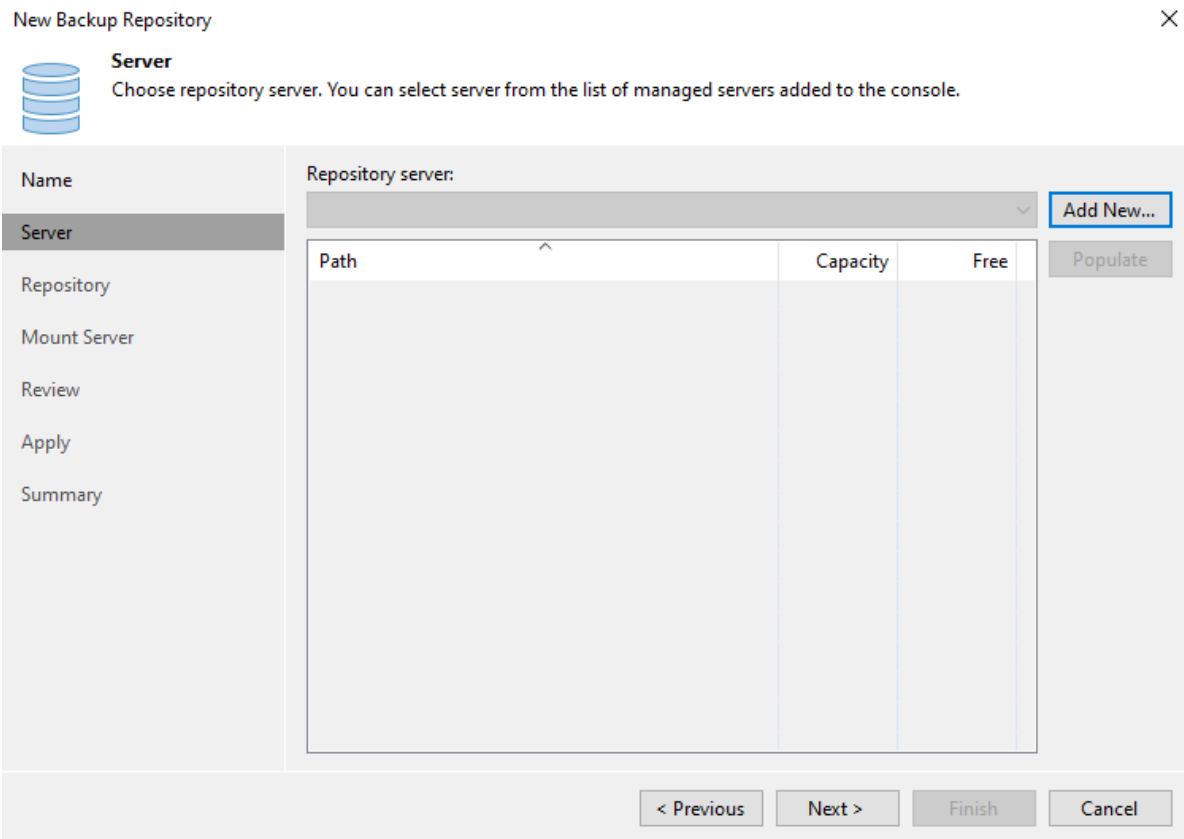 New Backup Repository
Server
Choose repository server. You can select server from the list of managed servers added to the console.
Name
Server
Repository
Mount Server
Review
Apply
Summary
Repository server:
Add New...
Path
Capacity
Free
Populate
< Previous
Next >
Finish
Cancel